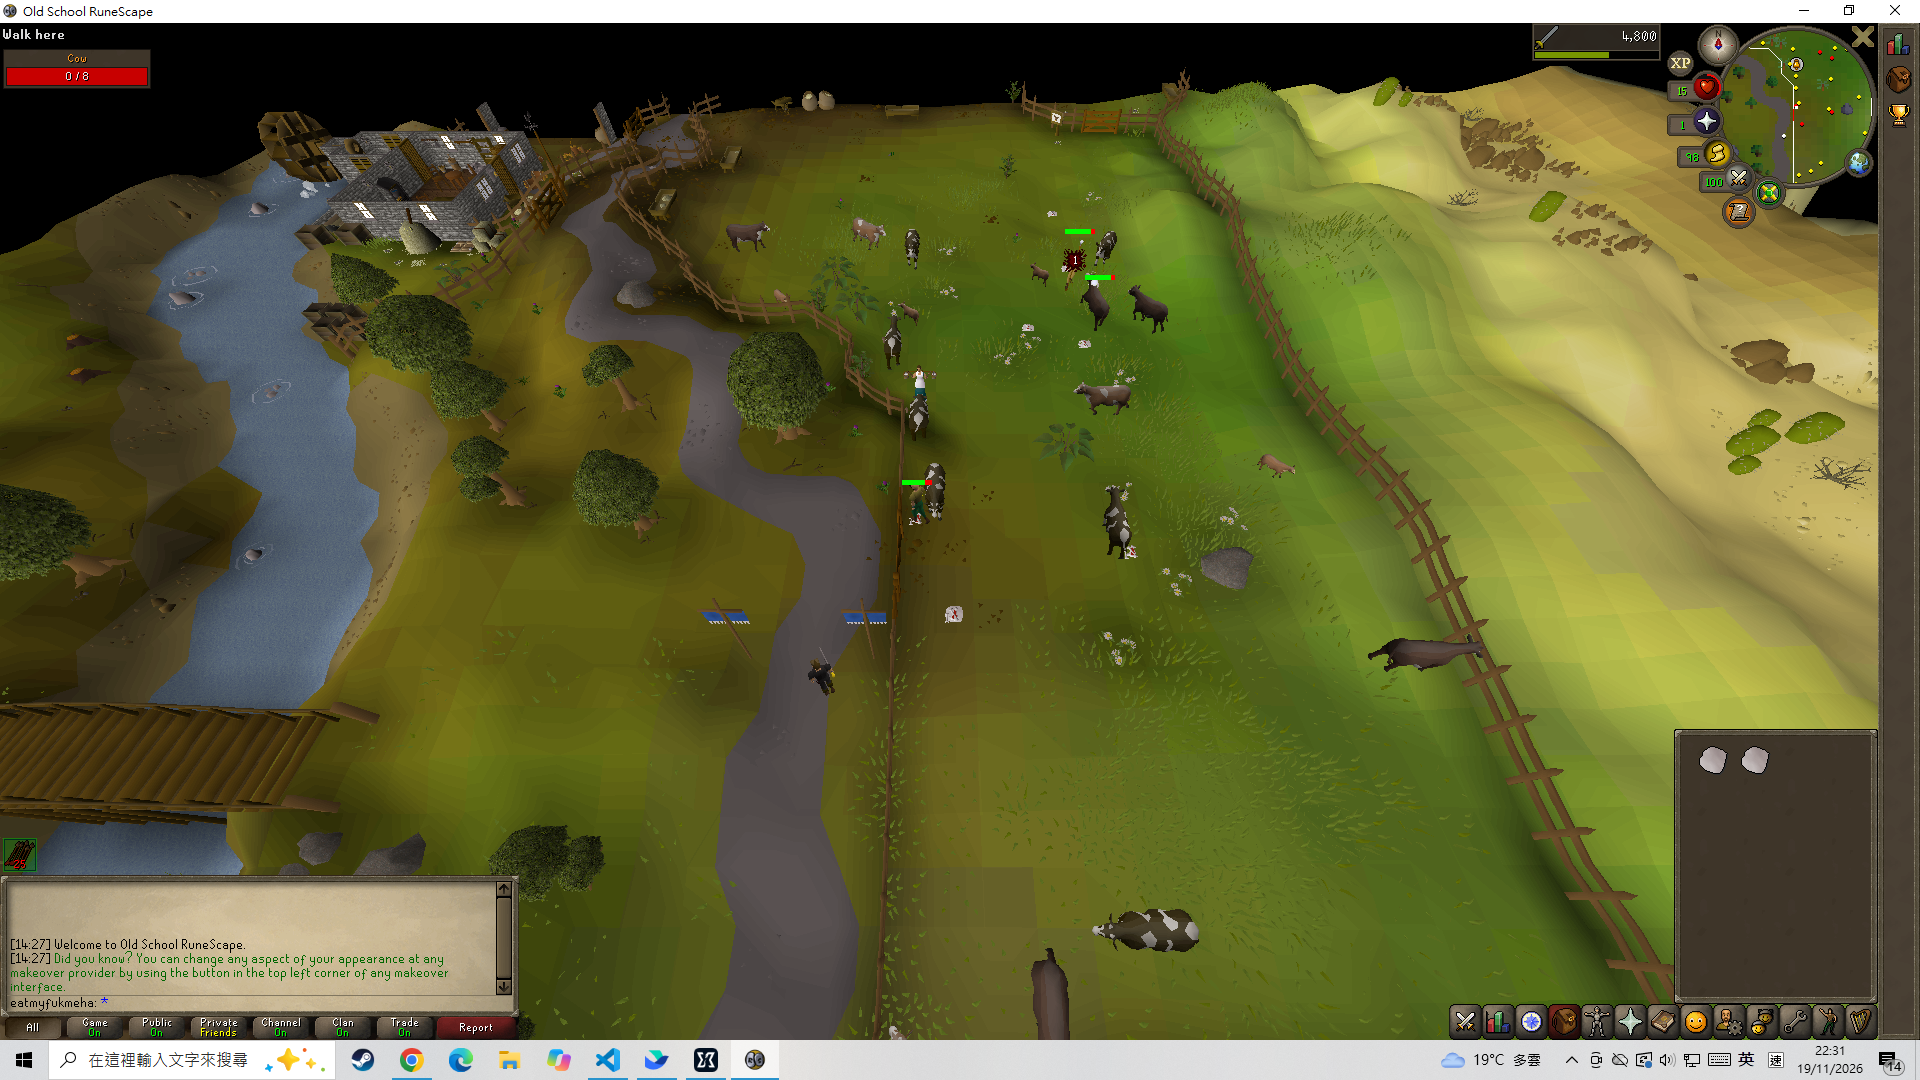 Old School RuneScape
Walk here
Cow
0 / 8
4,800
N
XP
15
1
98
100
1
25
[14:27] Welcome to Old School RuneScape.
[14:27] Did you know? You can change any aspect of your appearance at any
makeover provider by using the button in the top left corner of any makeover
interface.
eatmyfukmeha: *
All
Game
On
Public
On
Private
Friends
Channel
On
Clan
On
Trade
On
Report
在這裡輸入文字來搜尋
19°C 多雲
英
速
22:31
19/11/2026
14